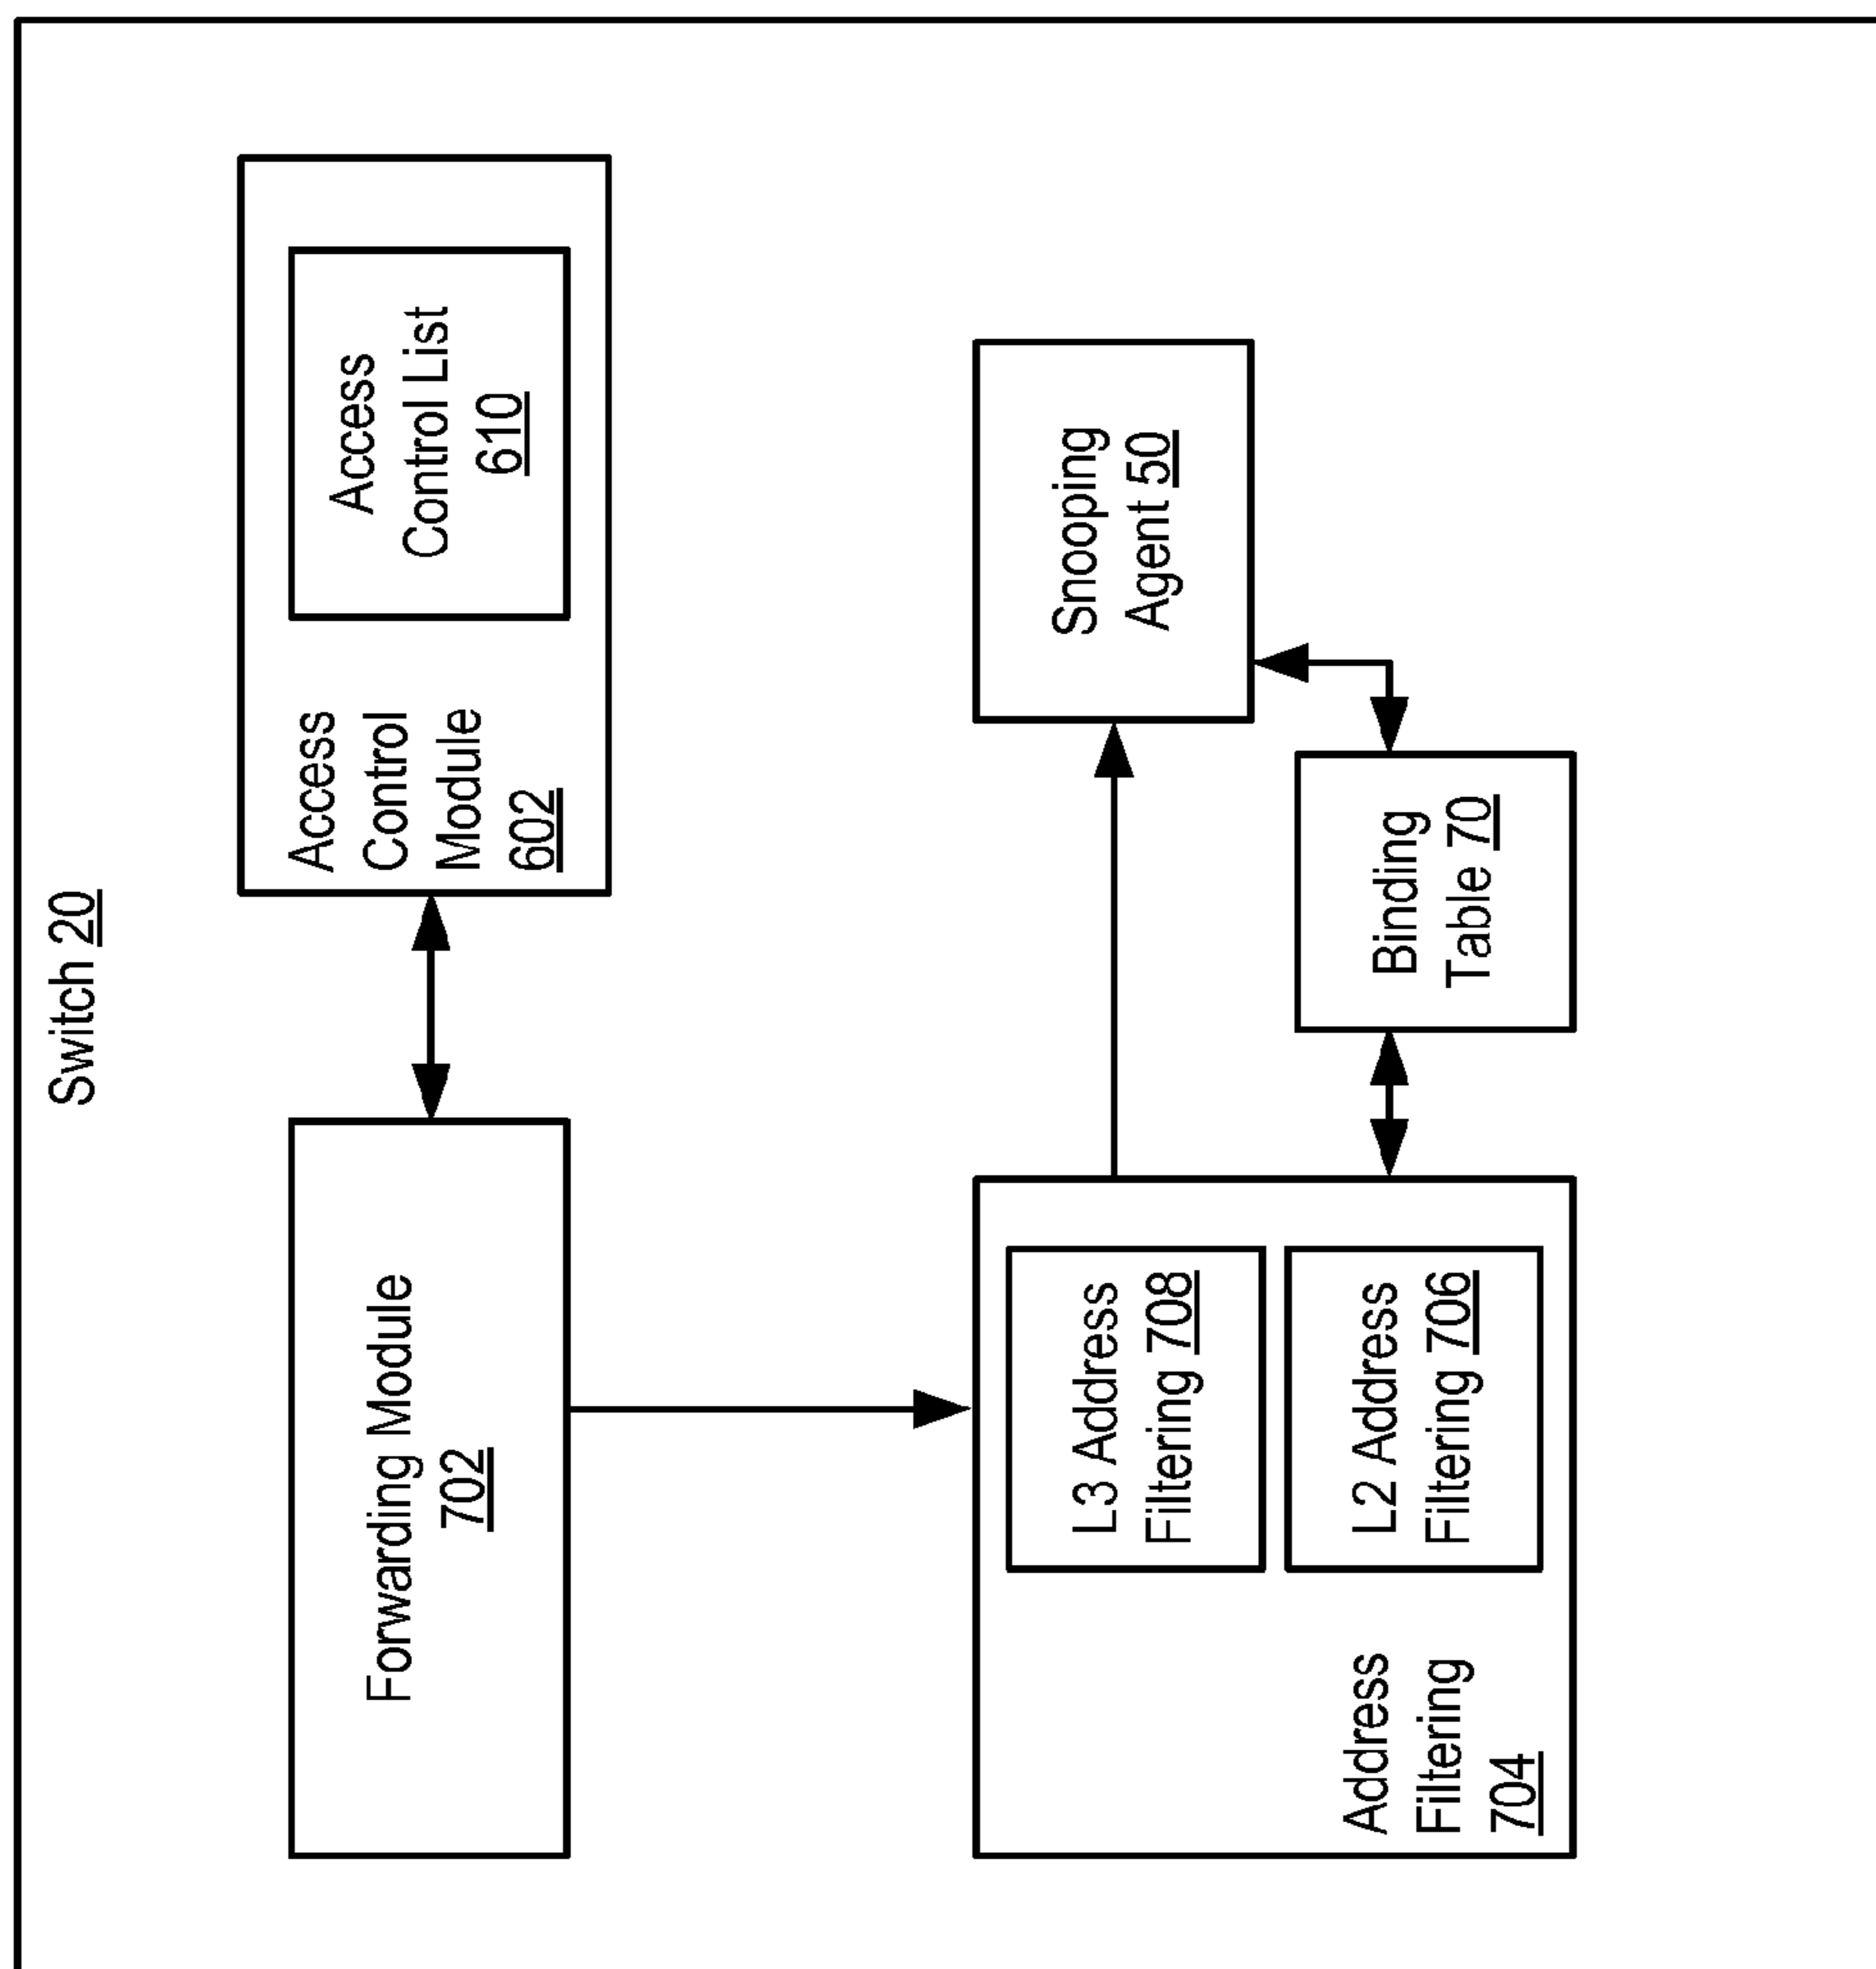 Switch 20
Forwarding Module
702
Access
Control
Module
602
Access
Control List
610
Address
Filtering
704
L3 Address
Filtering 708
L2 Address
Filtering 706
Snooping
Agent 50
Binding
Table 70